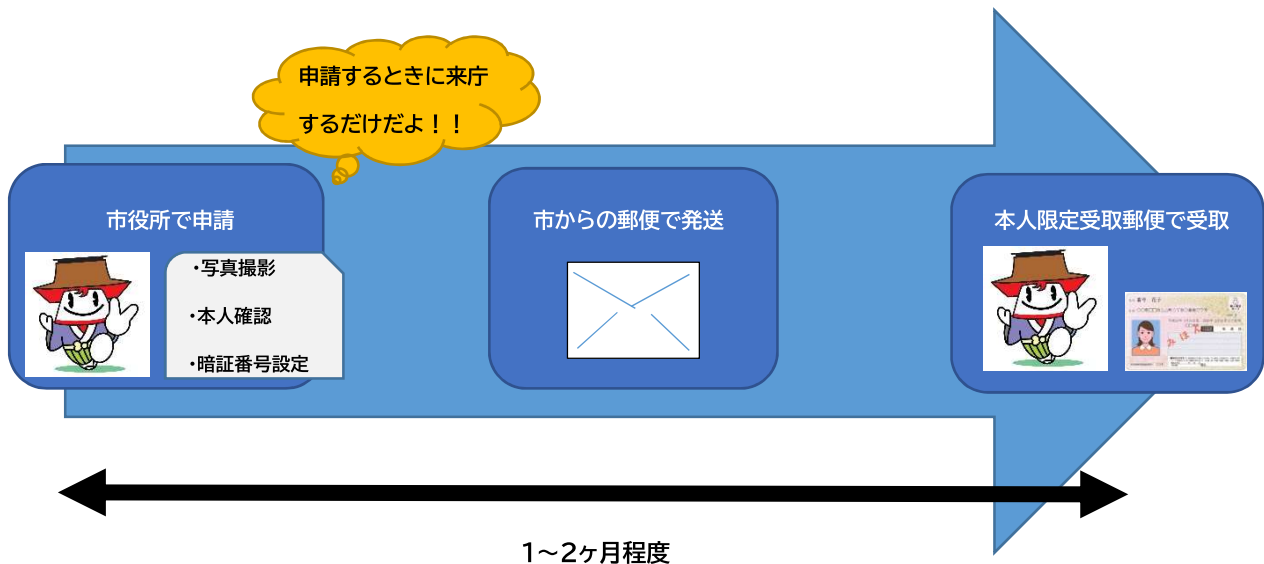 申請するときに来庁
するだけだよ！！
市役所で申請
・写真撮影
・本人確認
・暗証番号設定
市からの郵便で発送
本人限定受取郵便で受取
みほん
1～2ヶ月程度